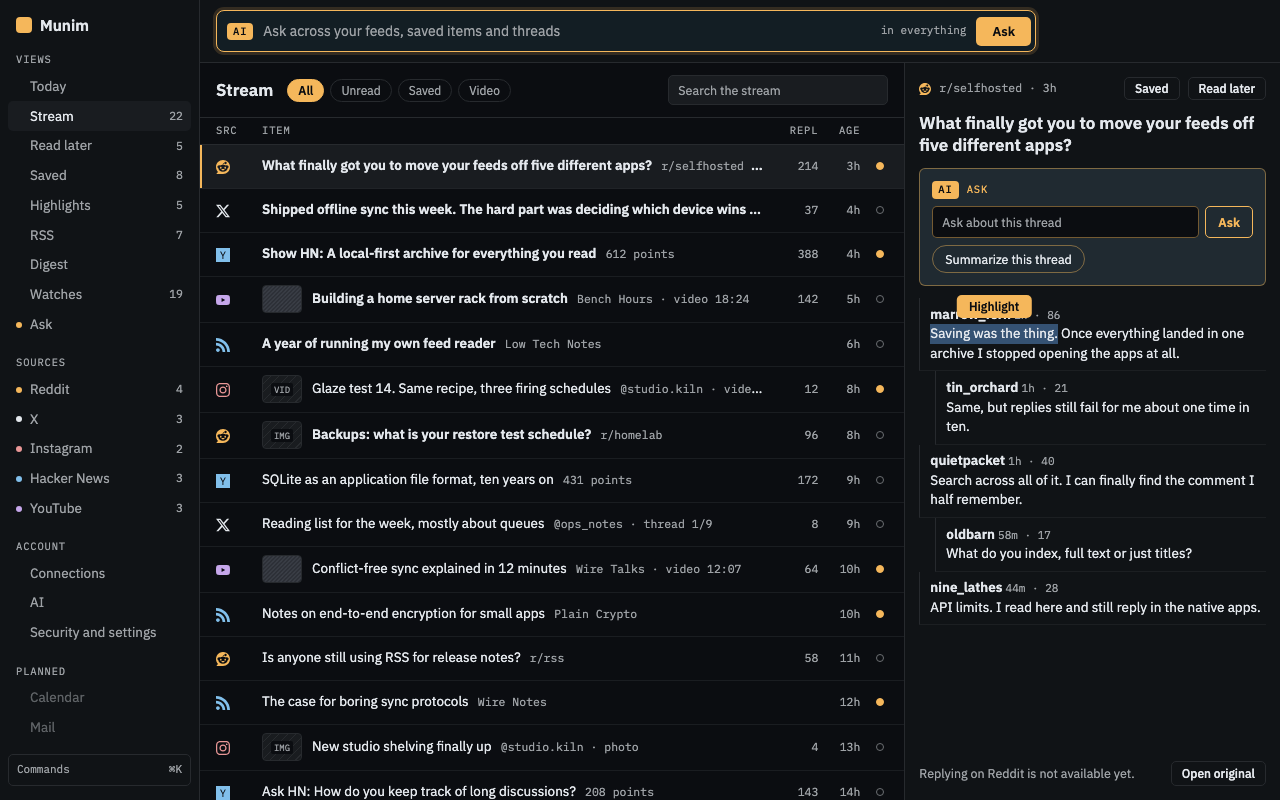 Munim
VIEWS
Today
Stream 22
Read later 5
Saved 8
Highlights 5
RSS 7
Digest
Watches 19
Ask
SOURCES
Reddit 4
X 3
Instagram 2
Hacker News 3
YouTube 3
ACCOUNT
Connections
AI
Security and settings
PLANNED
Calendar
Mail
Commands ⌘K
AI Ask across your feeds, saved items and threads in everything Ask
Stream All Unread Saved Video Search the stream
SRC ITEM REPL AGE
What finally got you to move your feeds off five different apps? r/selfhosted ... 214 3h
Shipped offline sync this week. The hard part was deciding which device wins ... 37 4h
Y Show HN: A local-first archive for everything you read 612 points 388 4h
Building a home server rack from scratch Bench Hours · video 18:24 142 5h
A year of running my own feed reader Low Tech Notes 6h
VID Glaze test 14. Same recipe, three firing schedules @studio.kiln · vide... 12 8h
IMG Backups: what is your restore test schedule? r/homelab 96 8h
Y SQLite as an application file format, ten years on 431 points 172 9h
Reading list for the week, mostly about queues @ops_notes · thread 1/9 8 9h
Conflict-free sync explained in 12 minutes Wire Talks · video 12:07 64 10h
Notes on end-to-end encryption for small apps Plain Crypto 10h
Is anyone still using RSS for release notes? r/rss 58 11h
The case for boring sync protocols Wire Notes 12h
IMG New studio shelving finally up @studio.kiln · photo 4 13h
Y Ask HN: How do you keep track of long discussions? 208 points 143 14h
r/selfhosted · 3h Saved Read later
What finally got you to move your feeds off
five different apps?
AI ASK
Ask about this thread Ask
Summarize this thread
Highlight
· 86
Saving was the thing. Once everything landed in one
archive I stopped opening the apps at all.
tin_orchard 1h · 21
Same, but replies still fail for me about one time in
ten.
quietpacket 1h · 40
Search across all of it. I can finally find the comment I
half remember.
oldbarn 58m · 17
What do you index, full text or just titles?
nine_lathes 44m · 28
API limits. I read here and still reply in the native apps.
Replying on Reddit is not available yet. Open original